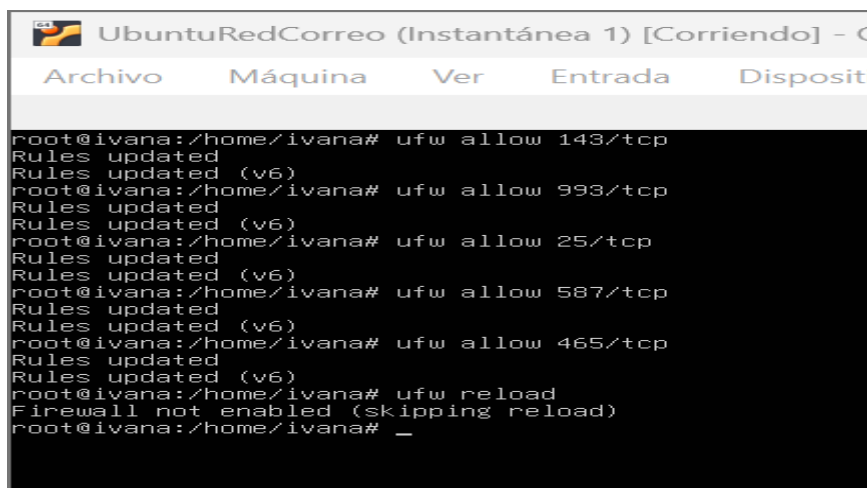 64
UbuntuRedCorreo (Instantánea 1) [Corriendo] -
Archivo Máquina Ver Entrada Disposit
root@ivana:/home/ivana# ufw allow 143/tcp
Rules updated
Rules updated (v6)
root@ivana:/home/ivana# ufw allow 993/tcp
Rules updated
Rules updated (v6)
root@ivana:/home/ivana# ufw allow 25/tcp
Rules updated
Rules updated (v6)
root@ivana:/home/ivana# ufw allow 587/tcp
Rules updated
Rules updated (v6)
root@ivana:/home/ivana# ufw allow 465/tcp
Rules updated
Rules updated (v6)
root@ivana:/home/ivana# ufw reload
Firewall not enabled (skipping reload)
root@ivana:/home/ivana# _